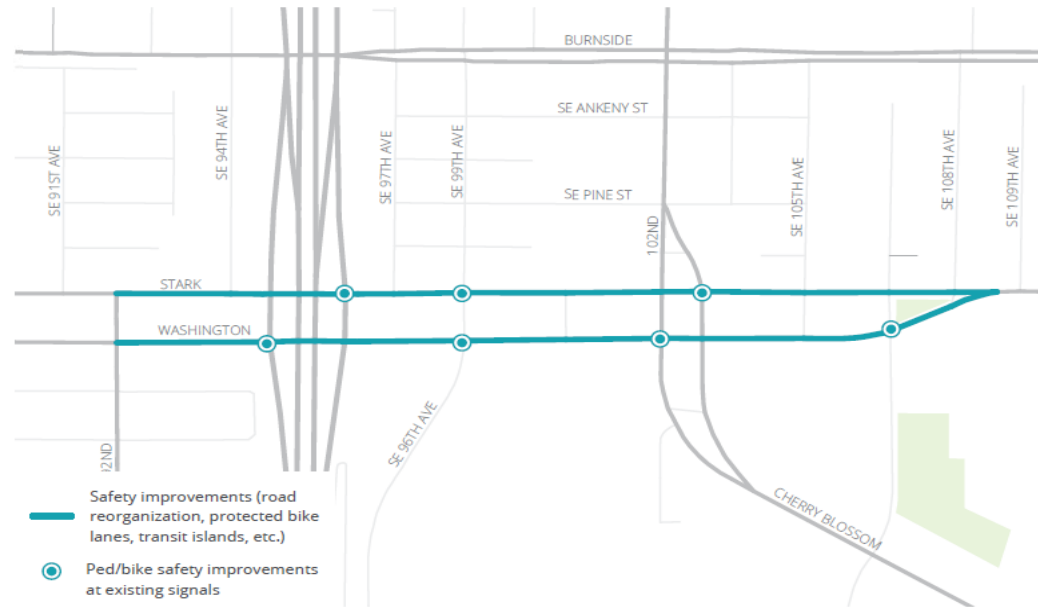 BURNSIDE
SE ANKENY ST
SE 91ST AVE
SE 94TH AVE
SE 97TH AVE
SE 99TH AVE
SE PINE ST
102ND
SE 105TH AVE
SE 108TH AVE
SE 109TH AVE
STARK
WASHINGTON
SE 96TH AVE
92ND
CHERRY BLOSSOM
Safety improvements (road
reorganization, protected bike
lanes, transit islands, etc.)
Ped/bike safety improvements
at existing signals